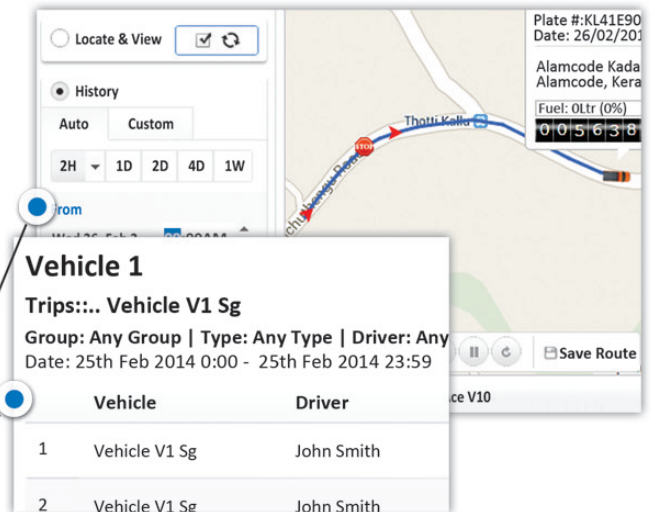 Locate & View
History
Auto Custom
2H 1D 2D 4D 1W
From
Plate #:KL41E90
Date: 26/02/201
Alamcode Kada
Alamcode, Kera
Fuel: 0Ltr (0%)
005638
Thotti Kallu
STOP
Save Route
ce V10
Vehicle 1
Trips::.. Vehicle V1 Sg
Group: Any Group | Type: Any Type | Driver: Any
Date: 25th Feb 2014 0:00 - 25th Feb 2014 23:59
Vehicle Driver
1 Vehicle V1 Sg John Smith
2 Vehicle V1 Sg John Smith